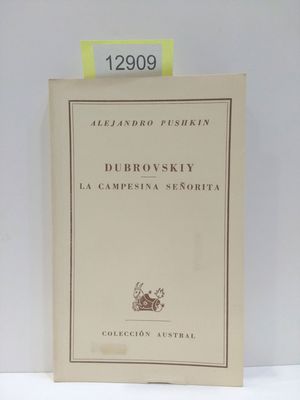 12909
ALEJANDRO PUSHKIN
DUBROVSKIY
LA CAMPESINA SEÑORITA
COLECCIÓN AUSTRAL